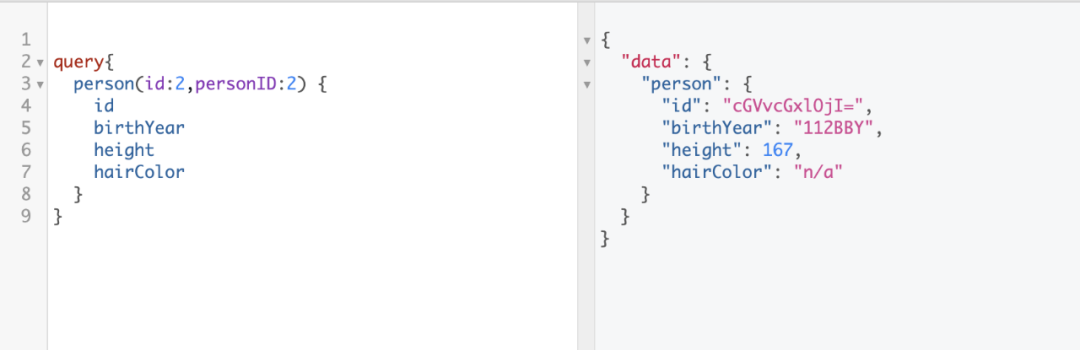 1
2 query{
3 person(id:2,personID:2) {
4 id
5 birthYear
6 height
7 hairColor
8 }
9 }
{
"data": {
"person": {
"id": "cGVvcGxlOjI=",
"birthYear": "112BBY",
"height": 167,
"hairColor": "n/a"
}
}
}